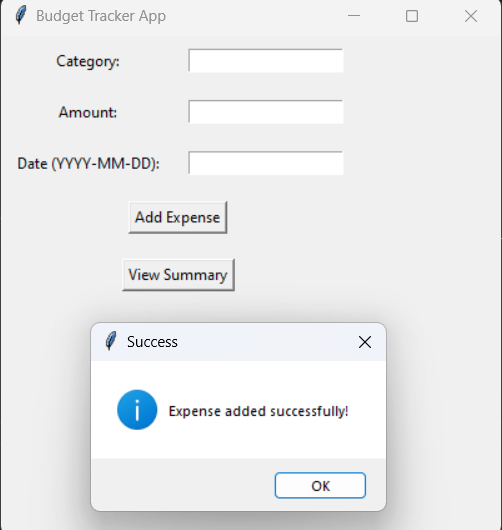 Budget Tracker App
Category:
Amount:
Date (YYYY-MM-DD):
Add Expense
View Summary
Success
Expense added successfully!
OK